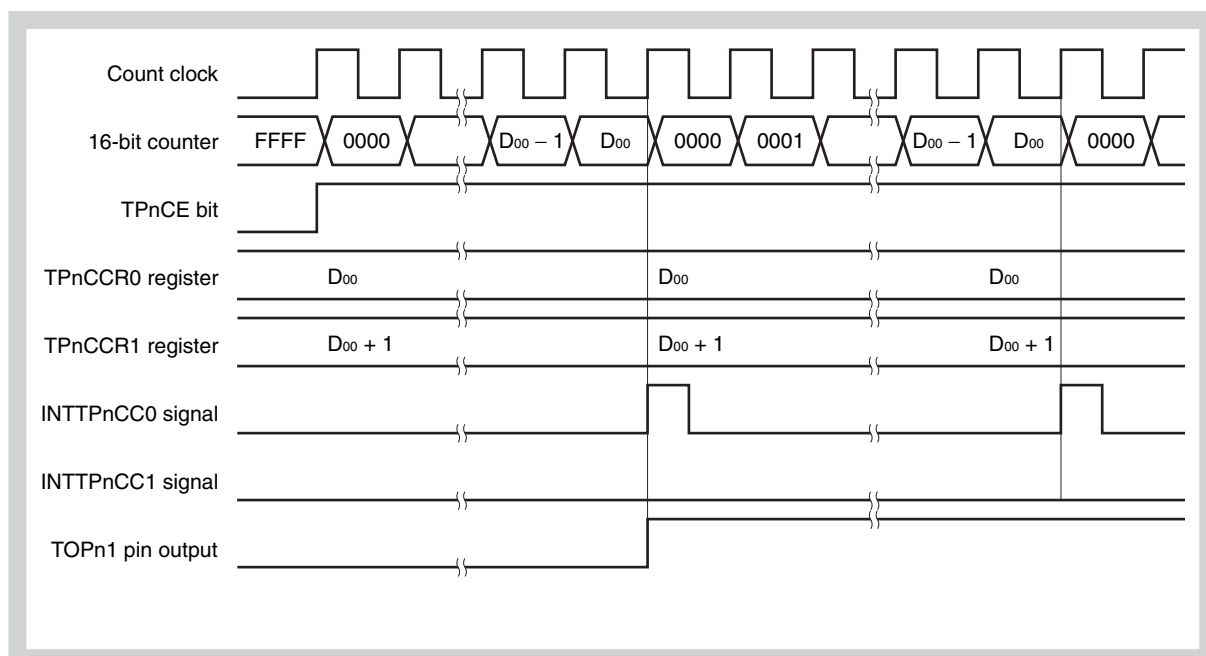 Count clock
16-bit counter FFFF 0000 D₀₀ − 1 D₀₀ 0000 0001 D₀₀ − 1 D₀₀ 0000
TPnCE bit
TPnCCR0 register D₀₀ D₀₀ D₀₀
TPnCCR1 register D₀₀ + 1 D₀₀ + 1 D₀₀ + 1
INTTPnCC0 signal
INTTPnCC1 signal
TOPn1 pin output